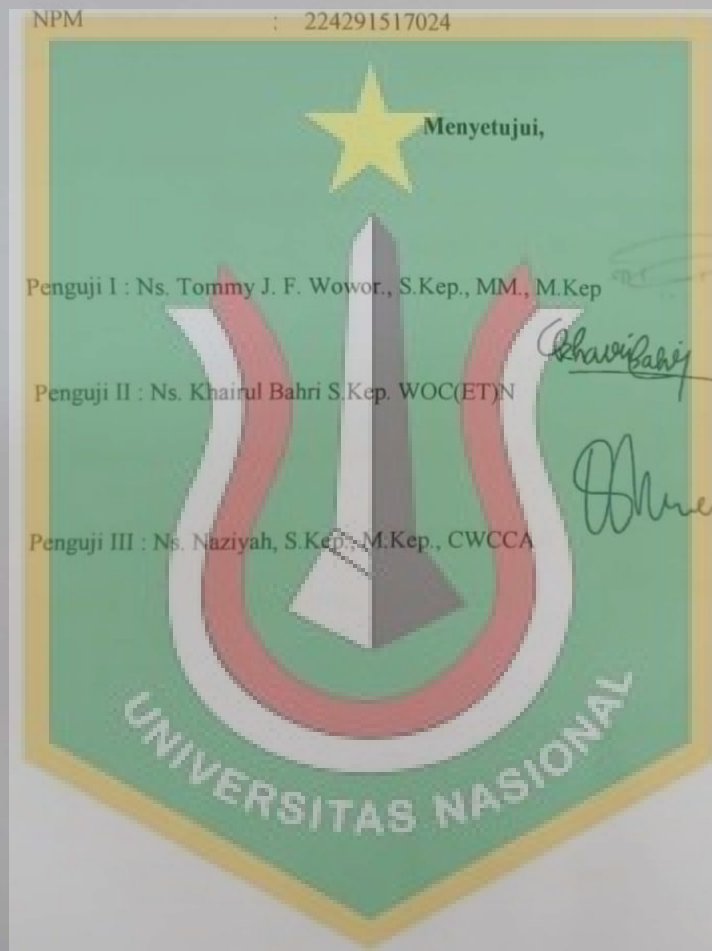 NPM : 224291517024
Menyetujui,
Penguji I : Ns. Tommy J. F. Wowor., S.Kep., MM., M.Kep
Penguji II : Ns. Khairul Bahri S.Kep. WOC(ET)N
Penguji III : Ns. Naziyah, S.Kep., M.Kep., CWCCA
UNIVERSITAS NASIONAL